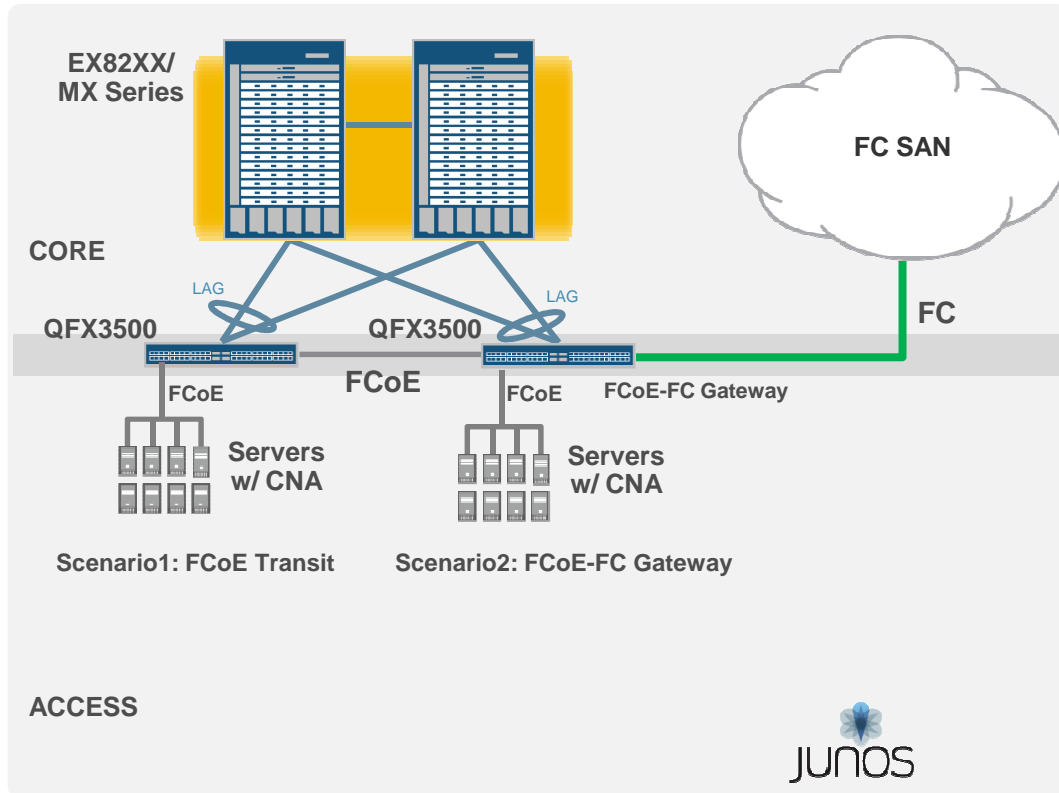 EX82XX/
MX Series
FC SAN
CORE
LAG
LAG
FC
QFX3500
QFX3500
FCoE
FCoE
FCoE
FCoE-FC Gateway
Servers
w/ CNA
Servers
w/ CNA
Scenario1: FCoE Transit
Scenario2: FCoE-FC Gateway
ACCESS
JUNOS